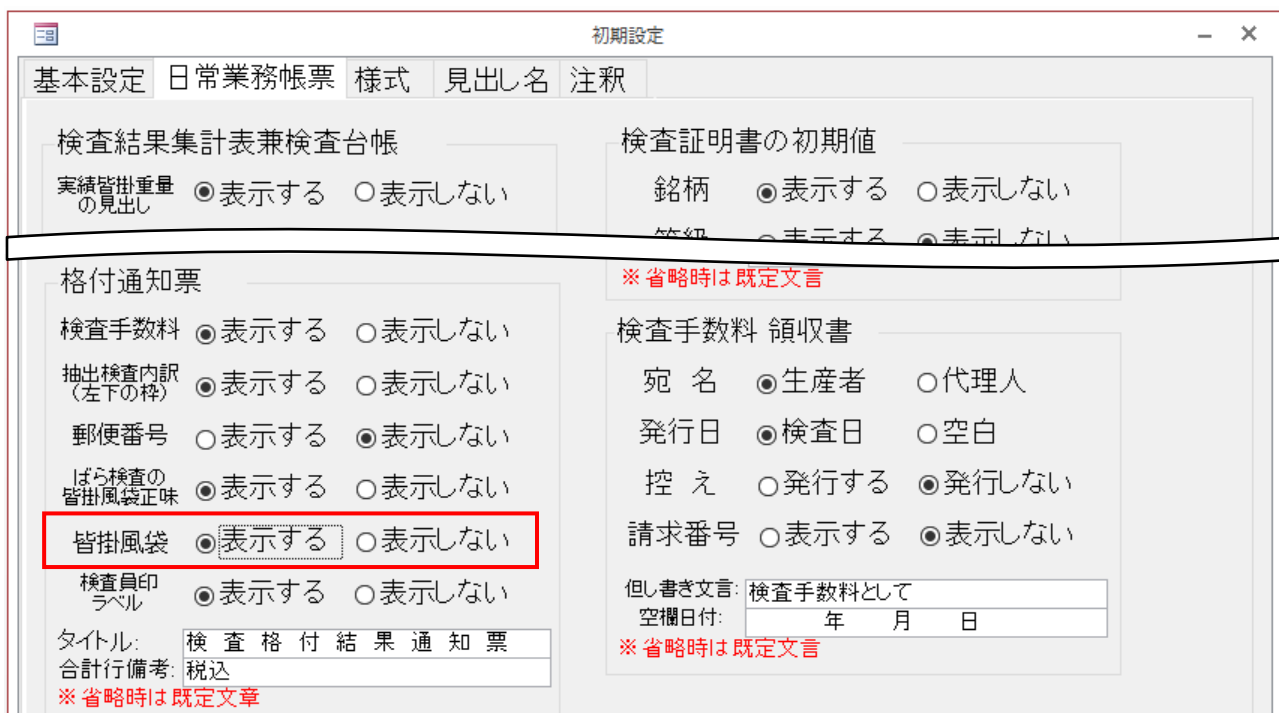 初期設定
基本設定 日常業務帳票 様式 見出し名 注釈
検査結果集計表兼検査台帳
実績皆掛重量
の見出し
表示する 表示しない
検査証明書の初期値
銘柄 表示する 表示しない
等級 表示する 表示しない
※省略時は既定文言
格付通知票
検査手数料 表示する 表示しない
抽出検査内訳
（左下の枠）
表示する 表示しない
郵便番号 表示する 表示しない
ばら検査の
皆掛風袋正味
表示する 表示しない
皆掛風袋 表示する 表示しない
検査員印
ラベル
表示する 表示しない
タイトル: 検 査 格 付 結 果 通 知 票
合計行備考: 税込
※省略時は既定文章
検査手数料 領収書
宛 名 生産者 代理人
発行日 検査日 空白
控 え 発行する 発行しない
請求番号 表示する 表示しない
但し書き文言: 検査手数料として
空欄日付: 年 月 日
※省略時は既定文言